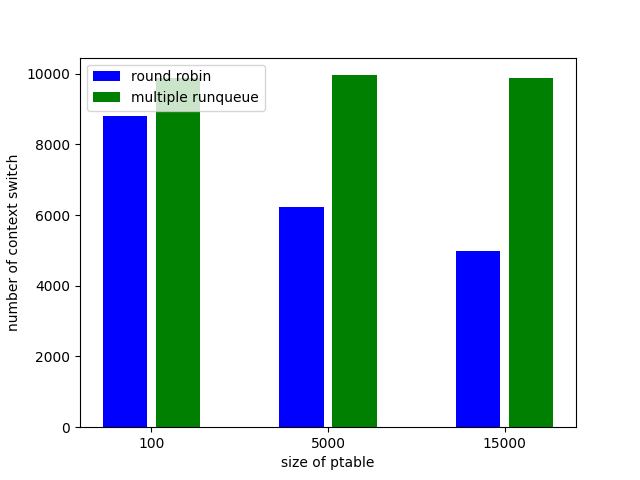 round robin
multiple runqueue
10000
8000
6000
4000
2000
0
number of context switch
100 5000 15000
size of ptable